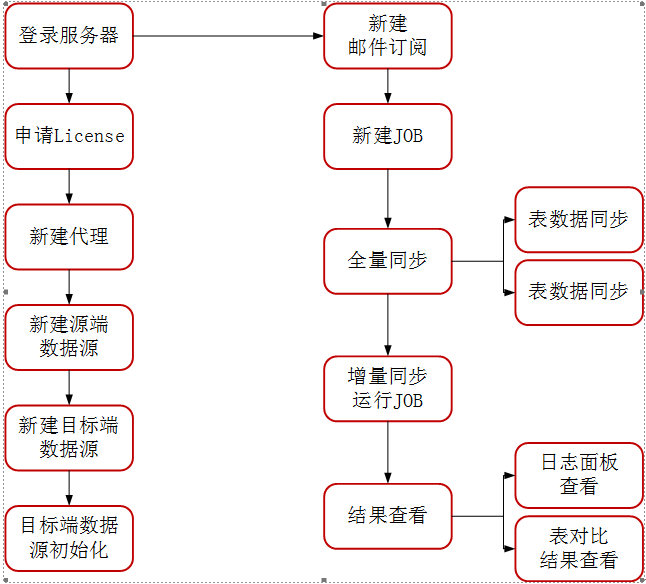 登录服务器
申请License
新建代理
新建源端
数据源
新建目标端
数据源
目标端数据
源初始化
新建
邮件订阅
新建JOB
全量同步
表数据同步
表数据同步
增量同步
运行JOB
结果查看
日志面板
查看
表对比
结果查看